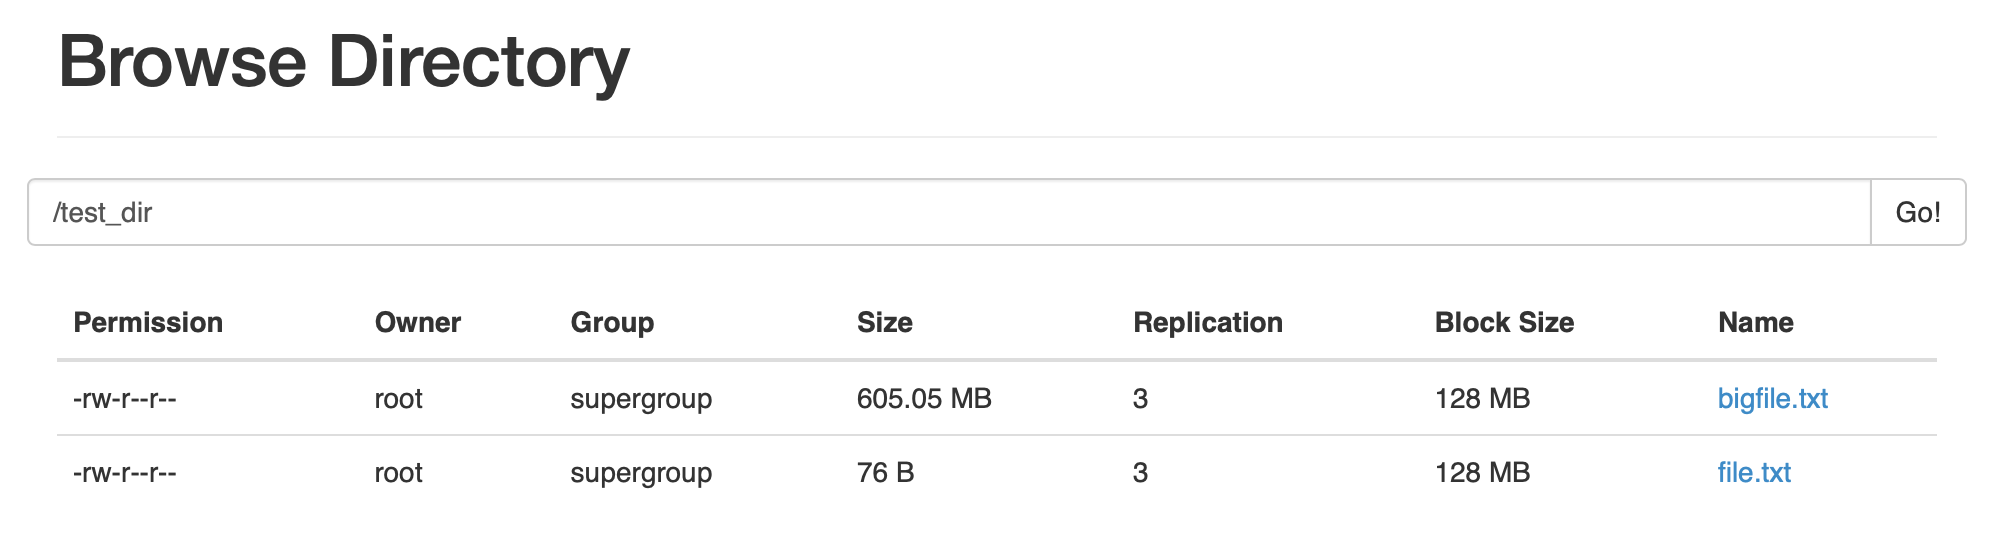 Browse Directory
/test_dir Go!
Permission Owner Group Size Replication Block Size Name
-rw-r--r-- root supergroup 605.05 MB 3 128 MB bigfile.txt
-rw-r--r-- root supergroup 76 B 3 128 MB file.txt